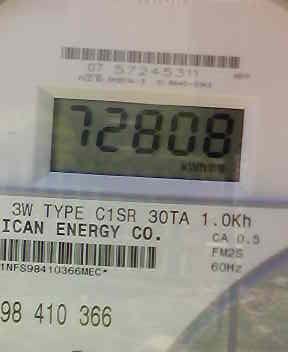 07 57245311
72808
kWhrs
3W TYPE C1SR 30TA 1.0Kh
ICAN ENERGY CO.
CA 0.5
FM2S
60Hz
1NFS98410366MEC*
98 410 366